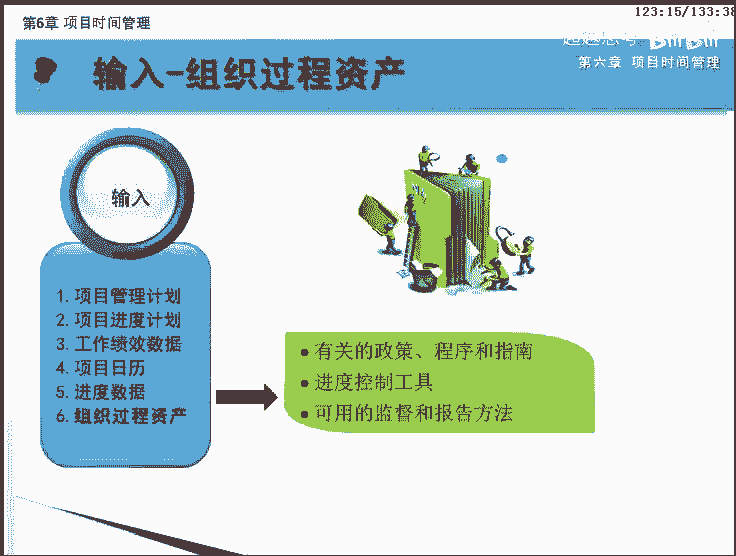 第6章 项目时间管理
123:15/133:38
输入-组织过程资产
第六章 项目时间管理
输入
1. 项目管理计划
2. 项目进度计划
3. 工作绩效数据
4. 项目日历
5. 进度数据
6. 组织过程资产
● 有关的政策、程序和指南
● 进度控制工具
● 可用的监督和报告方法